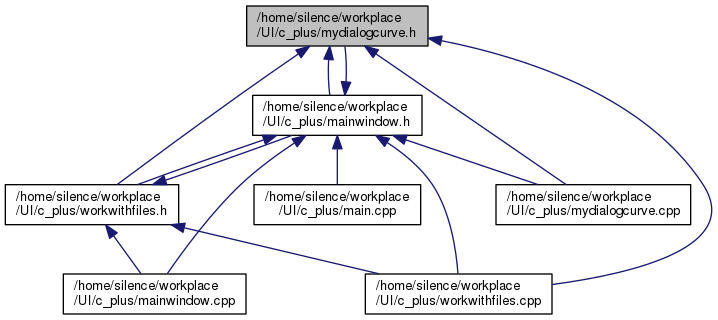 /home/silence/workplace
/UI/c_plus/mydialogcurve.h
/home/silence/workplace
/UI/c_plus/mainwindow.h
/home/silence/workplace
/UI/c_plus/workwithfiles.h
/home/silence/workplace
/UI/c_plus/main.cpp
/home/silence/workplace
/UI/c_plus/mydialogcurve.cpp
/home/silence/workplace
/UI/c_plus/mainwindow.cpp
/home/silence/workplace
/UI/c_plus/workwithfiles.cpp